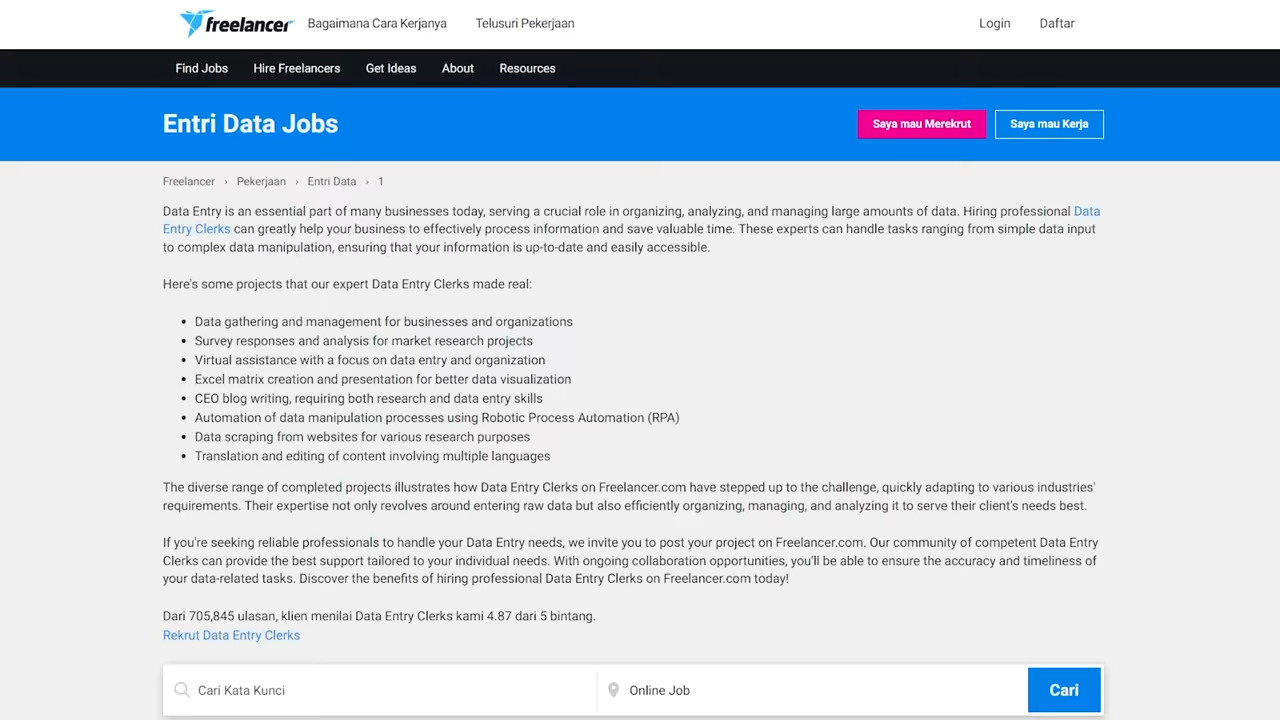 freelancer Bagaimana Cara Kerjanya Telusuri Pekerjaan Login Daftar
Find Jobs Hire Freelancers Get Ideas About Resources
Entri Data Jobs Saya mau Merekrut Saya mau Kerja
Freelancer › Pekerjaan › Entri Data › 1
Data Entry is an essential part of many businesses today, serving a crucial role in organizing, analyzing, and managing large amounts of data. Hiring professional Data
Entry Clerks can greatly help your business to effectively process information and save valuable time. These experts can handle tasks ranging from simple data input
to complex data manipulation, ensuring that your information is up-to-date and easily accessible.
Here's some projects that our expert Data Entry Clerks made real:
• Data gathering and management for businesses and organizations
• Survey responses and analysis for market research projects
• Virtual assistance with a focus on data entry and organization
• Excel matrix creation and presentation for better data visualization
• CEO blog writing, requiring both research and data entry skills
• Automation of data manipulation processes using Robotic Process Automation (RPA)
• Data scraping from websites for various research purposes
• Translation and editing of content involving multiple languages
The diverse range of completed projects illustrates how Data Entry Clerks on Freelancer.com have stepped up to the challenge, quickly adapting to various industries'
requirements. Their expertise not only revolves around entering raw data but also efficiently organizing, managing, and analyzing it to serve their client's needs best.
If you're seeking reliable professionals to handle your Data Entry needs, we invite you to post your project on Freelancer.com. Our community of competent Data Entry
Clerks can provide the best support tailored to your individual needs. With ongoing collaboration opportunities, you'll be able to ensure the accuracy and timeliness of
your data-related tasks. Discover the benefits of hiring professional Data Entry Clerks on Freelancer.com today!
Dari 705,845 ulasan, klien menilai Data Entry Clerks kami 4.87 dari 5 bintang.
Rekrut Data Entry Clerks
Cari Kata Kunci Online Job Cari